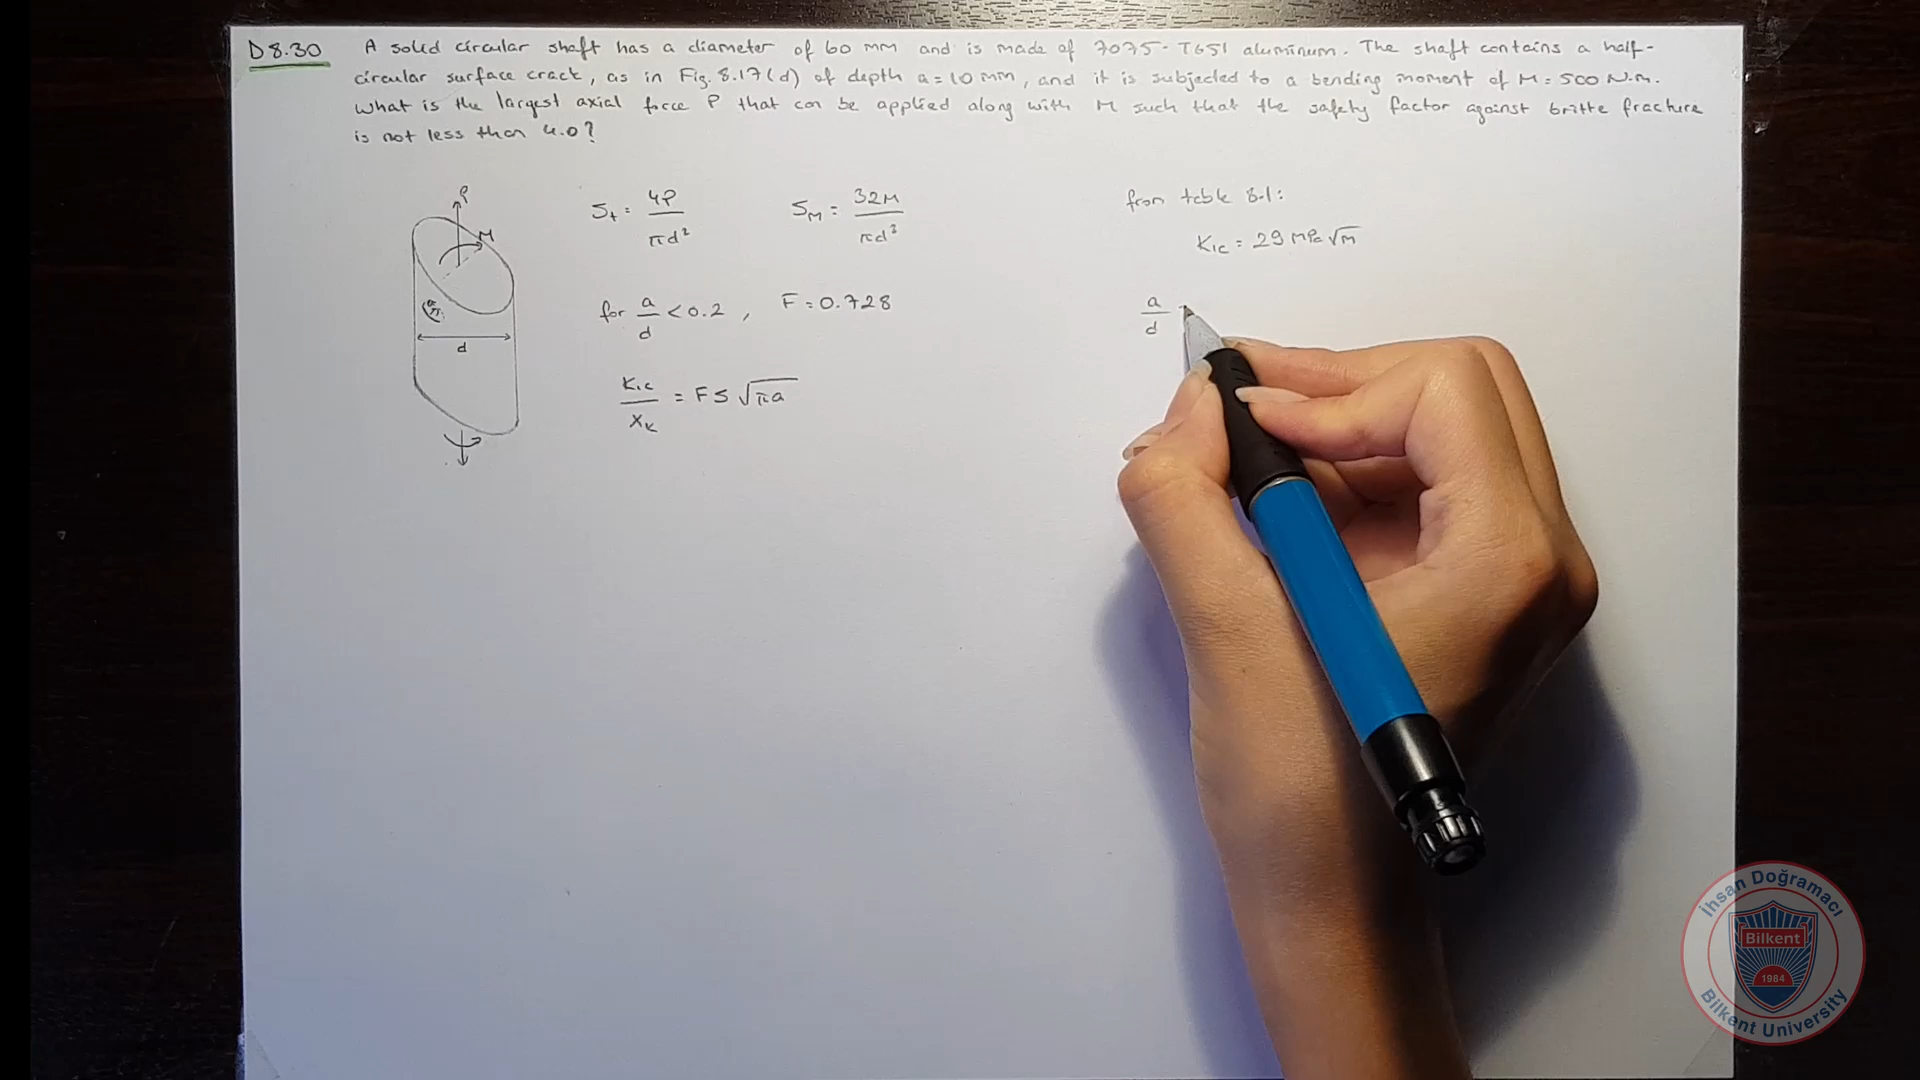 D8.30 A solid circular shaft has a diameter of 60 mm and is made of 7075-T651 aluminum. The shaft contains a half-
circular surface crack, as in Fig. 8.17(d) of depth a=10 mm, and it is subjected to a bending moment of M=500 N.m.
What is the largest axial force P that can be applied along with M such that the safety factor against brittle fracture
is not less than 4.0?
P
M
a
d
St = 4P / πd²
SM = 32M / πd³
for a/d < 0.2, F = 0.728
KIC / XK = F S √πa
from table 8.1:
KIC = 29 MPa √m
a/d
İhsan Doğramacı
Bilkent
1984
Bilkent University